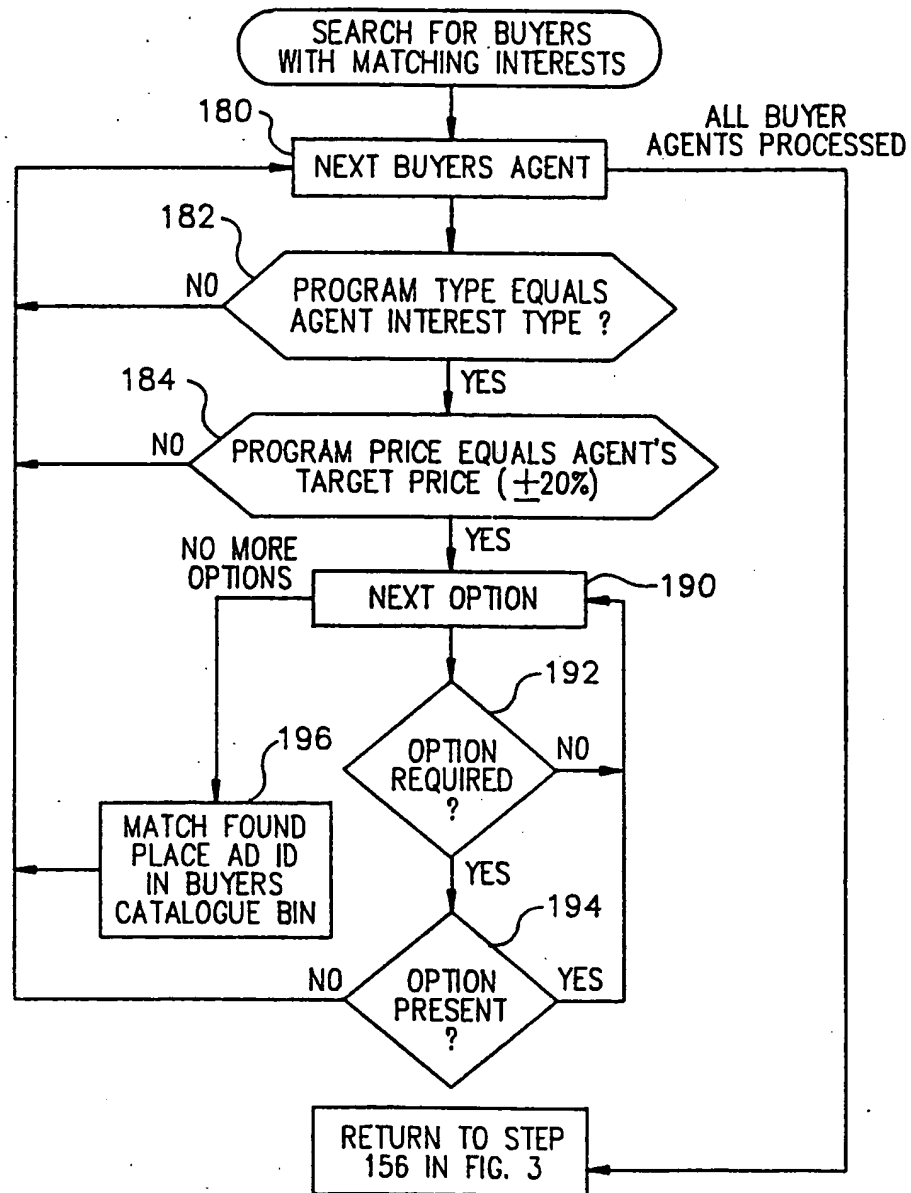 SEARCH FOR BUYERS
WITH MATCHING INTERESTS
180
ALL BUYER
AGENTS PROCESSED
NEXT BUYERS AGENT
182
NO
PROGRAM TYPE EQUALS
AGENT INTEREST TYPE ?
YES
184
NO
PROGRAM PRICE EQUALS AGENT'S
TARGET PRICE (±20%)
YES
NO MORE
OPTIONS
NEXT OPTION
190
192
OPTION
REQUIRED
?
NO
196
MATCH FOUND
PLACE AD ID
IN BUYERS
CATALOGUE BIN
YES
194
NO
OPTION
PRESENT
?
YES
RETURN TO STEP
156 IN FIG. 3